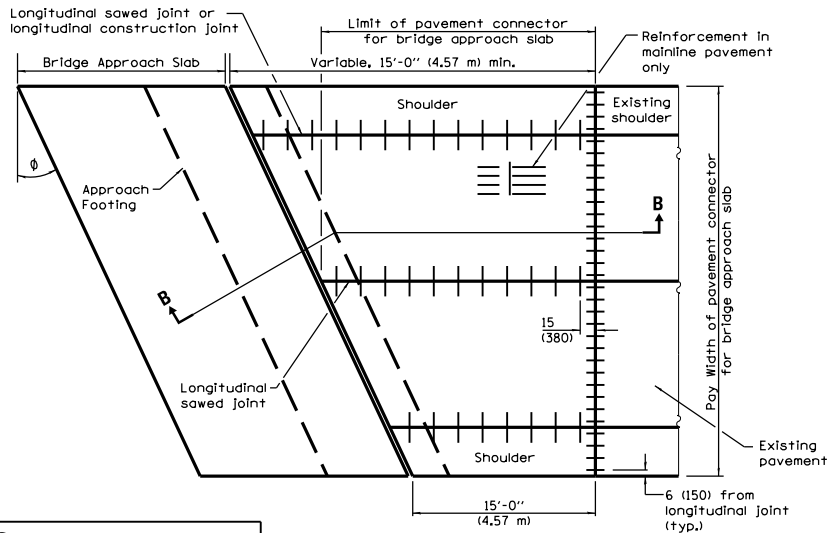 Longitudinal sawed joint or
longitudinal construction joint
Limit of pavement connector
for bridge approach slab
Reinforcement in
mainline pavement
only
Bridge Approach Slab
Variable, 15'-0" (4.57 m) min.
Shoulder
Existing
shoulder
ϕ
Approach
Footing
B
B
15
(380)
Longitudinal
sawed joint
Pay Width of pavement connector
for bridge approach slab
Shoulder
Existing
pavement
15'-0"
(4.57 m)
6 (150) from
longitudinal joint
(typ.)